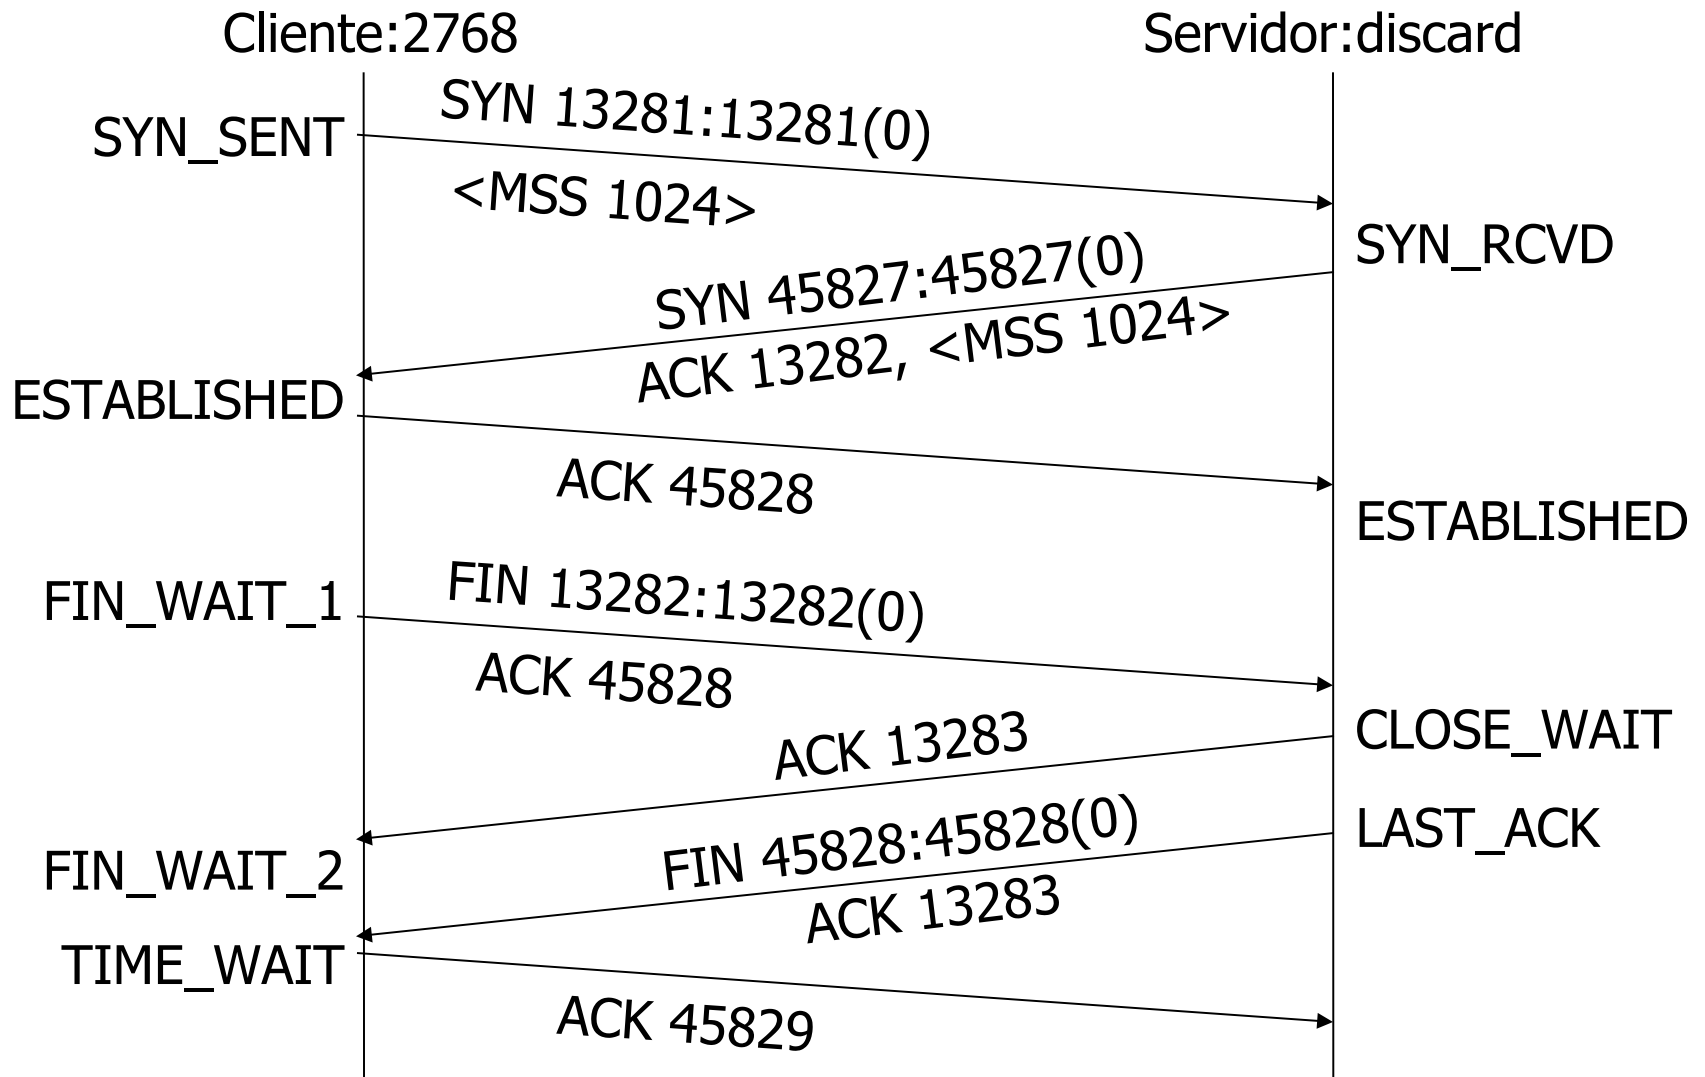 Cliente:2768
Servidor:discard
SYN 13281:13281(0)
SYN_SENT
<MSS 1024>
SYN_RCVD
SYN 45827:45827(0)
ACK 13282, <MSS 1024>
ESTABLISHED
ACK 45828
ESTABLISHED
FIN_WAIT_1
FIN 13282:13282(0)
ACK 45828
CLOSE_WAIT
ACK 13283
LAST_ACK
FIN_WAIT_2
FIN 45828:45828(0)
ACK 13283
TIME_WAIT
ACK 45829